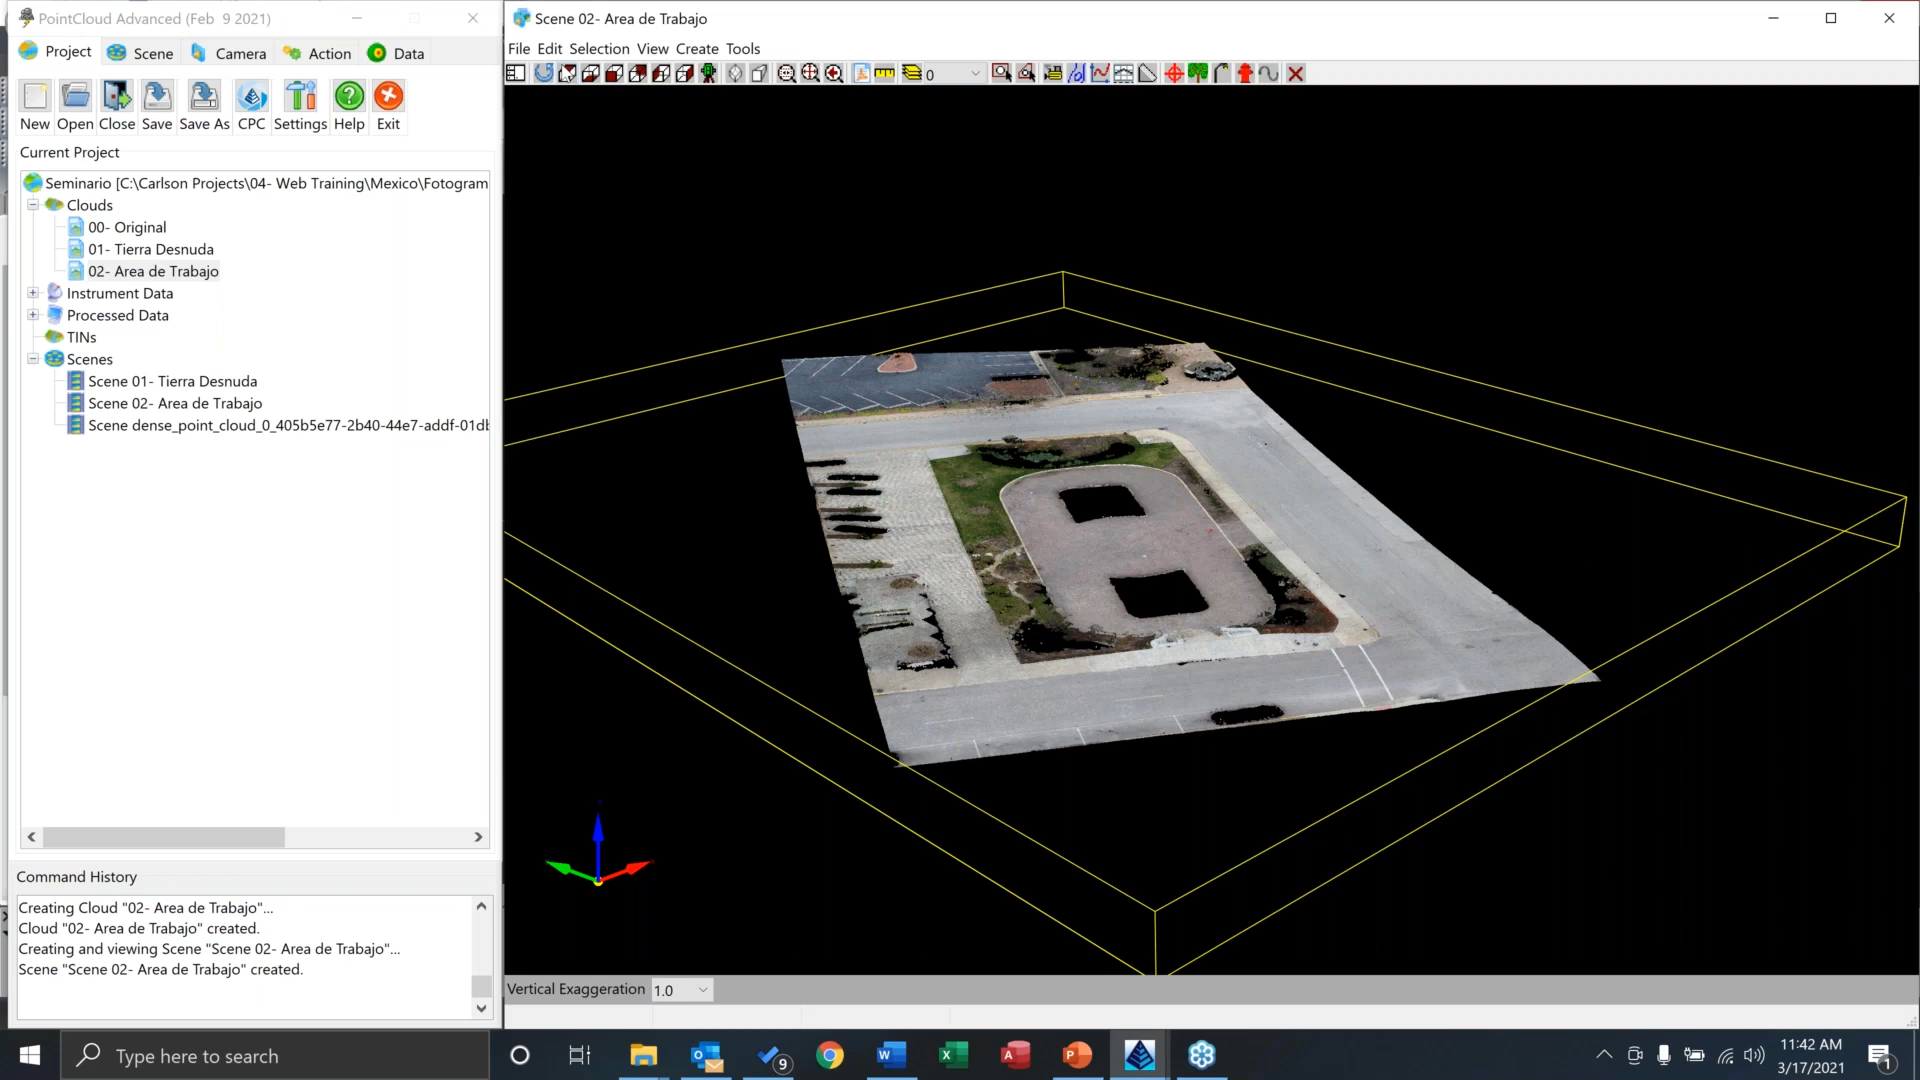 PointCloud Advanced (Feb  9 2021)
Project
Scene
Camera
Action
Data
New
Open
Close
Save
Save As
CPC
Settings
Help
Exit
Current Project
Seminario [C:\Carlson Projects\04- Web Training\Mexico\Fotogram
Clouds
00- Original
01- Tierra Desnuda
02- Area de Trabajo
Instrument Data
Processed Data
TINs
Scenes
Scene 01- Tierra Desnuda
Scene 02- Area de Trabajo
Scene dense_point_cloud_0_405b5e77-2b40-44e7-addf-01db
Command History
Creating Cloud "02- Area de Trabajo"...
Cloud "02- Area de Trabajo" created.
Creating and viewing Scene "Scene 02- Area de Trabajo"...
Scene "Scene 02- Area de Trabajo" created.
Scene 02- Area de Trabajo
File Edit Selection View Create Tools
0
Vertical Exaggeration 1.0
Type here to search
9
11:42 AM
3/17/2021
1